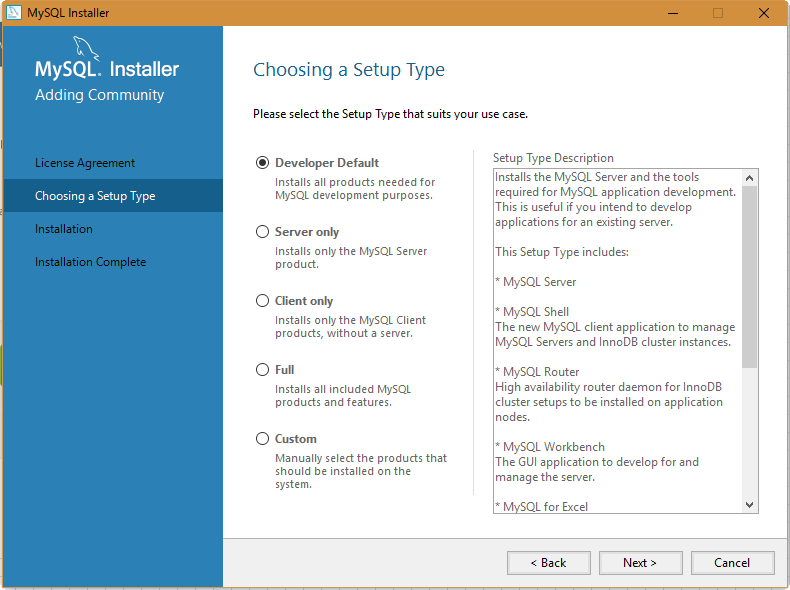 MySQL Installer
MySQL. Installer
Adding Community
License Agreement
Choosing a Setup Type
Installation
Installation Complete
Choosing a Setup Type
Please select the Setup Type that suits your use case.
Developer Default
Installs all products needed for
MySQL development purposes.
Server only
Installs only the MySQL Server
product.
Client only
Installs only the MySQL Client
products, without a server.
Full
Installs all included MySQL
products and features.
Custom
Manually select the products that
should be installed on the
system.
Setup Type Description
Installs the MySQL Server and the tools
required for MySQL application development.
This is useful if you intend to develop
applications for an existing server.
This Setup Type includes:
* MySQL Server
* MySQL Shell
The new MySQL client application to manage
MySQL Servers and InnoDB cluster instances.
* MySQL Router
High availability router daemon for InnoDB
cluster setups to be installed on application
nodes.
* MySQL Workbench
The GUI application to develop for and
manage the server.
* MySQL for Excel
< Back
Next >
Cancel